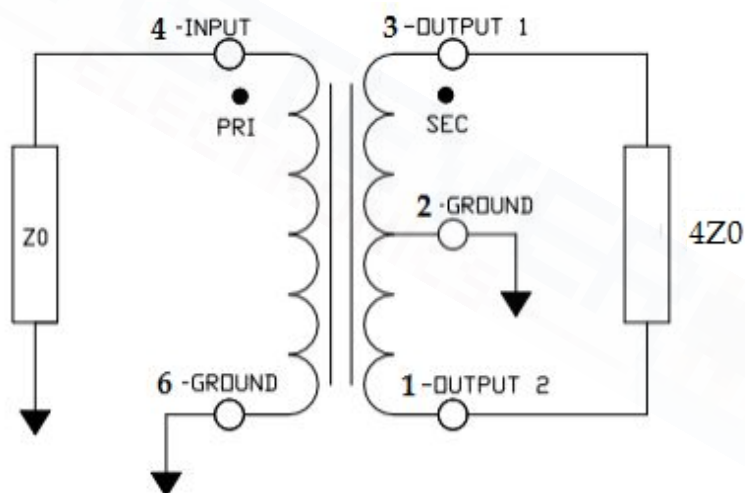 4 -INPUT
3-OUTPUT 1
PRI
SEC
2 -GROUND
Z0
4Z0
6 -GROUND
1-OUTPUT 2